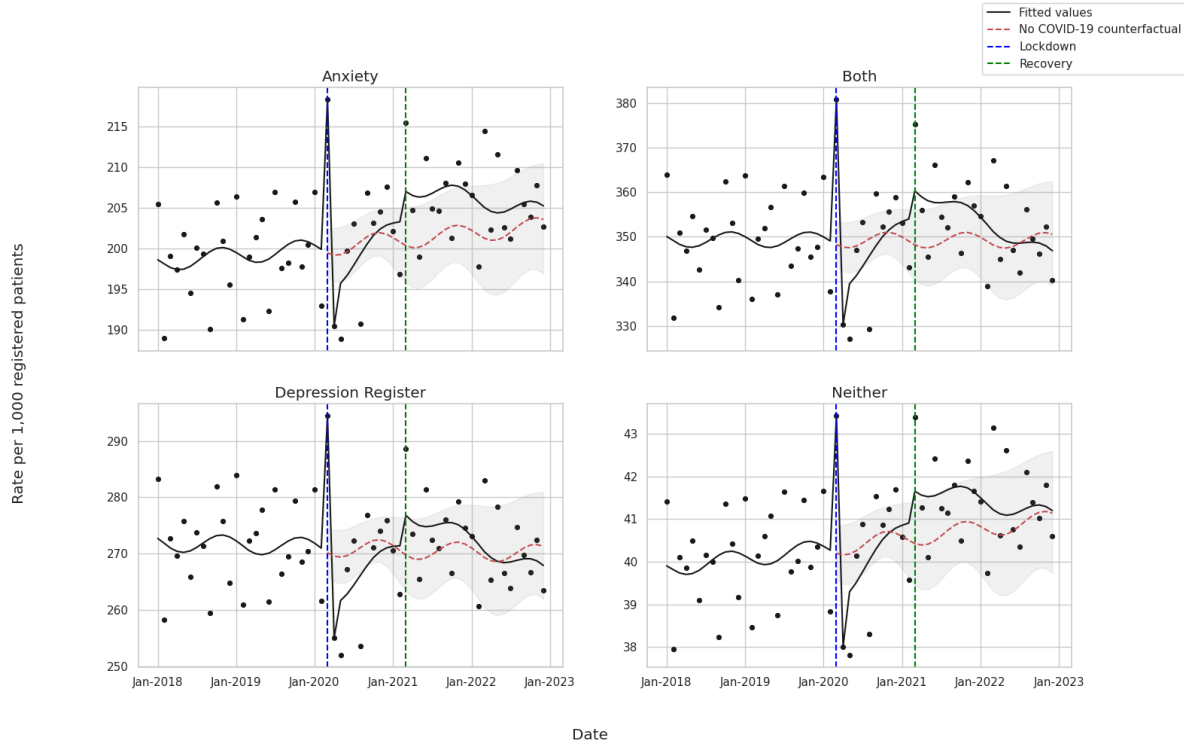 Fitted values
No COVID-19 counterfactual
Lockdown
Recovery
Anxiety
Both
215
210
205
200
195
190
380
370
360
350
340
330
Depression Register
Neither
290
280
270
260
250
43
42
41
40
39
38
Jan-2018 Jan-2019 Jan-2020 Jan-2021 Jan-2022 Jan-2023
Jan-2018 Jan-2019 Jan-2020 Jan-2021 Jan-2022 Jan-2023
Rate per 1,000 registered patients
Date